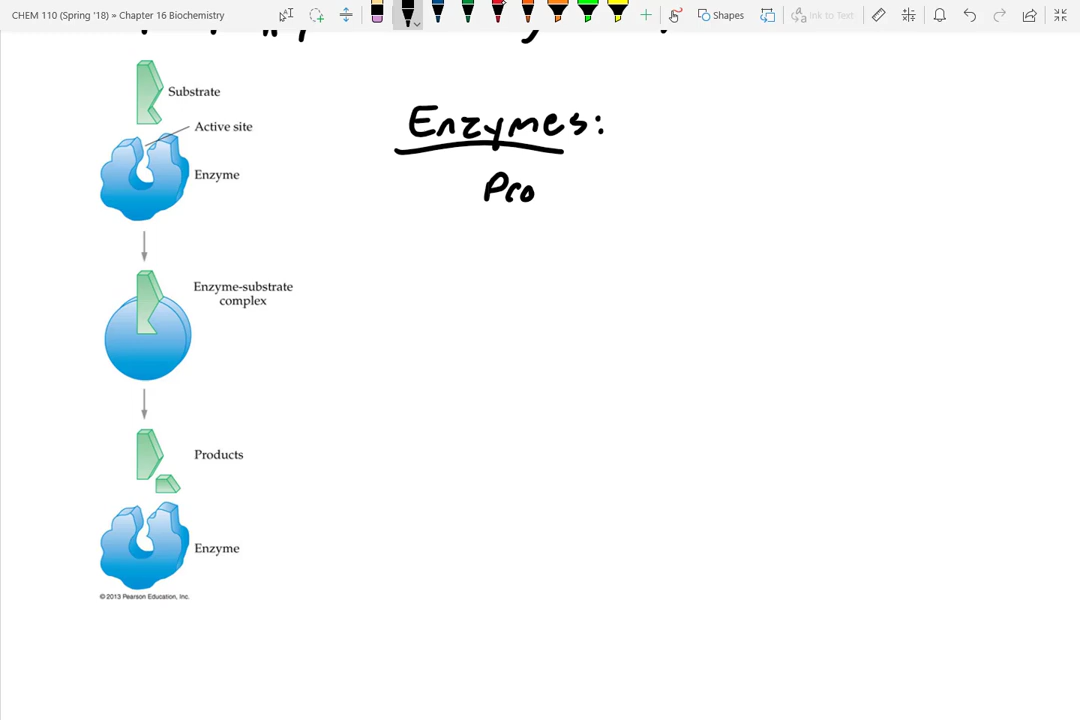 CHEM 110 (Spring '18) » Chapter 16 Biochemistry
Shapes
Ink to Text
Substrate
Active site
Enzyme
Enzymes:
Pro
Enzyme-substrate
complex
Products
Enzyme
© 2013 Pearson Education, Inc.